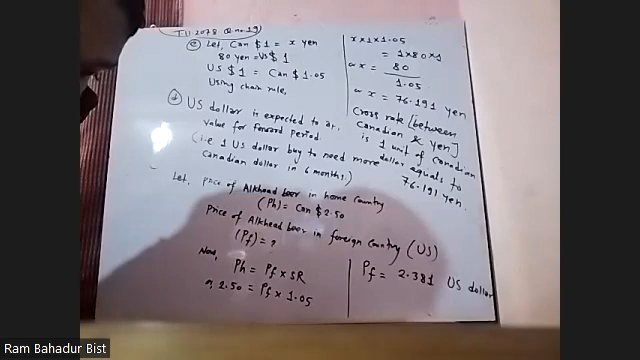 T.U. 2078 (Q.no.19)
(c) Let, Can $1 = x yen
80 yen = US $1
US $1 = Can $1.05
Using chain rule,
x×1×1.05
= 1×80×1
or x = 80
1.05
or x = 76.191 yen
Cross rate [between
Canadian & yen]
is 1 unit of Canadian
dollar equals to
76.191 yen.
(d) US dollar is expected to at,
value for forward period
(i.e 1 US dollar buy to need more
Canadian dollar in 6 months.)
Let, price of Alkhead beer in home country
(Ph) = Can $2.50
Price of Alkhead beer in foreign country (US)
(Pf) = ?
Now,
Ph = Pf × SR
or, 2.50 = Pf × 1.05
Pf = 2.381 US dollar
Ram Bahadur Bist